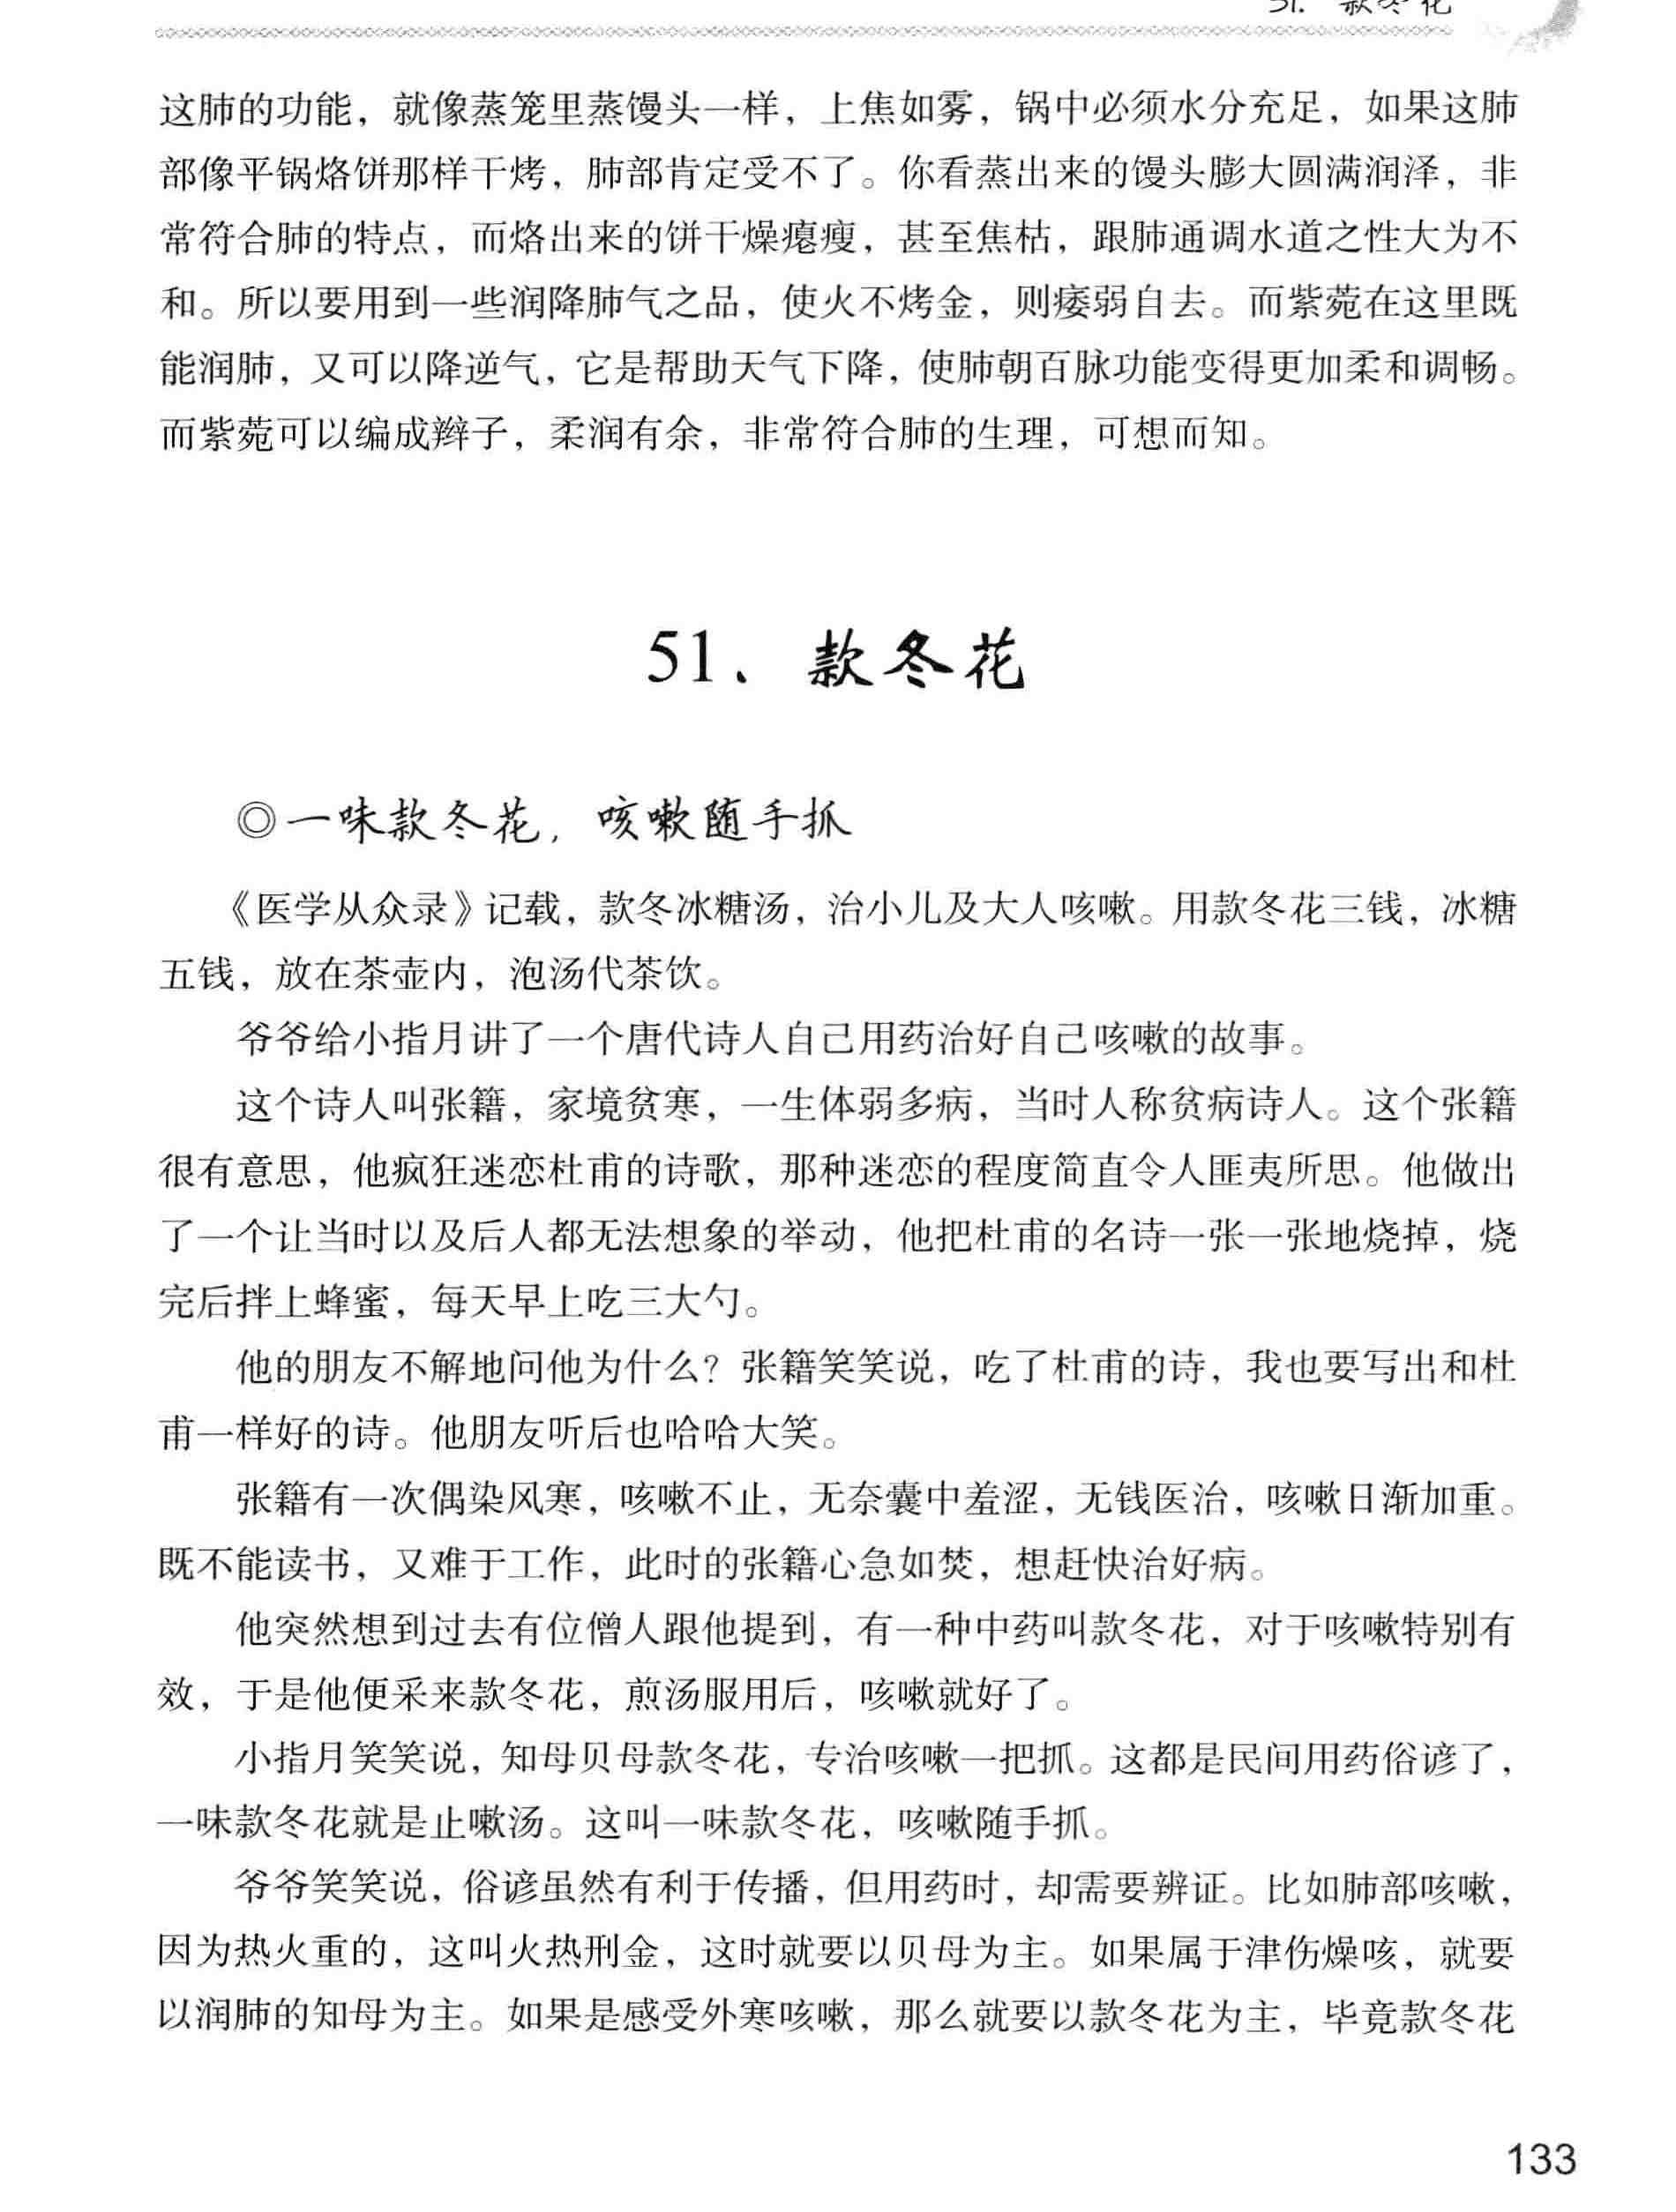 51. 款冬花
这肺的功能，就像蒸笼里蒸馒头一样，上焦如雾，锅中必须水分充足，如果这肺
部像平锅烙饼那样干烤，肺部肯定受不了。你看蒸出来的馒头膨大圆满润泽，非
常符合肺的特点，而烙出来的饼干燥瘪瘦，甚至焦枯，跟肺通调水道之性大为不
和。所以要用到一些润降肺气之品，使火不烤金，则痿弱自去。而紫菀在这里既
能润肺，又可以降逆气，它是帮助天气下降，使肺朝百脉功能变得更加柔和调畅。
而紫菀可以编成辫子，柔润有余，非常符合肺的生理，可想而知。
51、款冬花
◎一味款冬花，咳嗽随手抓
《医学从众录》记载，款冬冰糖汤，治小儿及大人咳嗽。用款冬花三钱，冰糖
五钱，放在茶壶内，泡汤代茶饮。
爷爷给小指月讲了一个唐代诗人自己用药治好自己咳嗽的故事。
这个诗人叫张籍，家境贫寒，一生体弱多病，当时人称贫病诗人。这个张籍
很有意思，他疯狂迷恋杜甫的诗歌，那种迷恋的程度简直令人匪夷所思。他做出
了一个让当时以及后人都无法想象的举动，他把杜甫的名诗一张一张地烧掉，烧
完后拌上蜂蜜，每天早上吃三大勺。
他的朋友不解地问他为什么？张籍笑笑说，吃了杜甫的诗，我也要写出和杜
甫一样好的诗。他朋友听后也哈哈大笑。
张籍有一次偶染风寒，咳嗽不止，无奈囊中羞涩，无钱医治，咳嗽日渐加重。
既不能读书，又难于工作，此时的张籍心急如焚，想赶快治好病。
他突然想到过去有位僧人跟他提到，有一种中药叫款冬花，对于咳嗽特别有
效，于是他便采来款冬花，煎汤服用后，咳嗽就好了。
小指月笑笑说，知母贝母款冬花，专治咳嗽一把抓。这都是民间用药俗谚了，
一味款冬花就是止嗽汤。这叫一味款冬花，咳嗽随手抓。
爷爷笑笑说，俗谚虽然有利于传播，但用药时，却需要辨证。比如肺部咳嗽，
因为热火重的，这叫火热刑金，这时就要以贝母为主。如果属于津伤燥咳，就要
以润肺的知母为主。如果是感受外寒咳嗽，那么就要以款冬花为主，毕竟款冬花
133